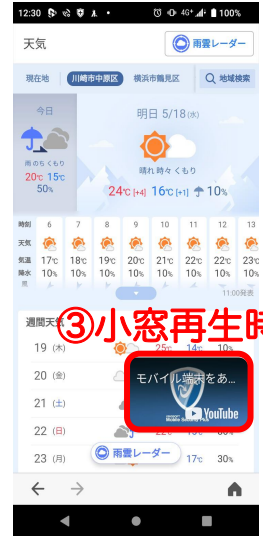 12:30 4G+ 100%
天気 雨雲レーダー
現在地 川崎市中原区 横浜市鶴見区 地域検索
今日 明日 5/18(水)
雨のちくもり 晴れ時々くもり
20℃ 15℃ 24℃ [+4] 16℃ [+1] 10%
50%
時刻 6 7 8 9 10 11 12 13
天気
気温 17℃ 18℃ 19℃ 20℃ 21℃ 22℃ 22℃ 23℃
降水 10% 10% 10% 10% 10% 10% 10% 10%
風
11:00発表
週間天気
③小窓再生時
19 (木) 25℃ 14℃ 10%
20 (金)
モバイル端末をあ...
21 (土)
YouTube
22 (日)
雨雲レーダー
23 (月) 17℃ 30%